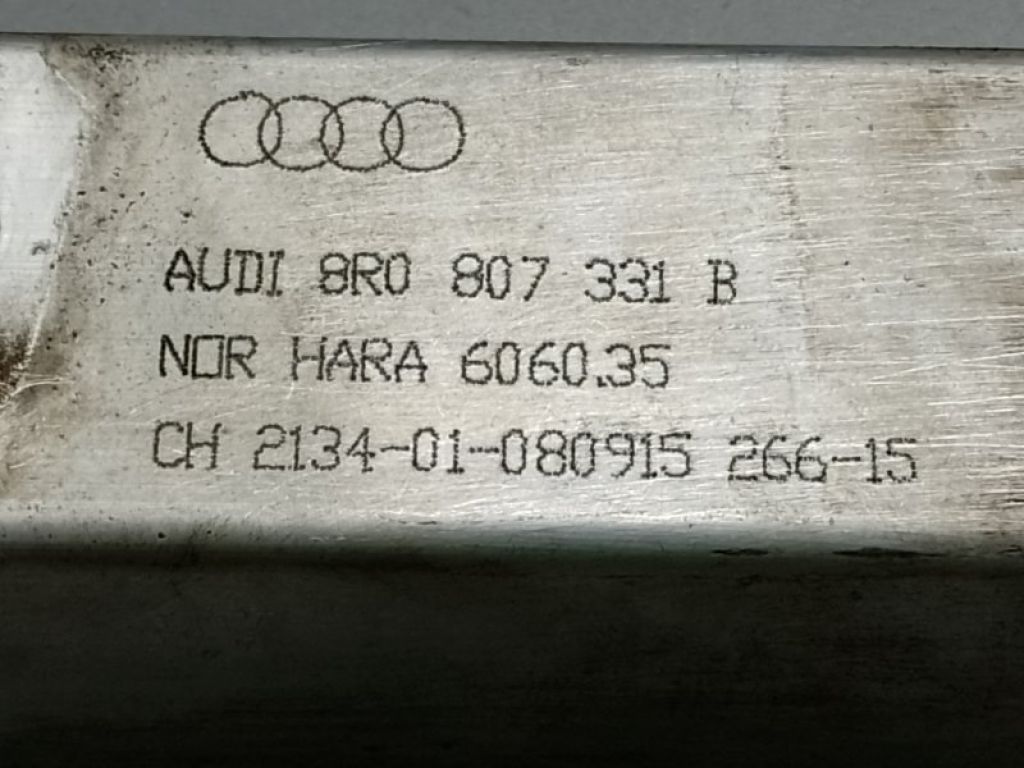 AUDI 8R0 807 331 B
NOR HARA 6060.35
CH 2134-01-080915 266-15